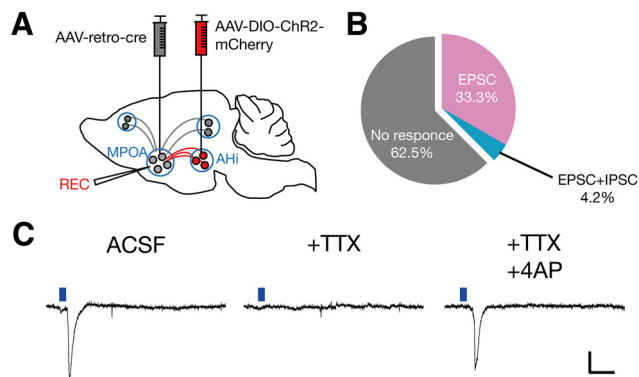 A
AAV-retro-cre
AAV-DIO-ChR2-
mCherry
MPOA
AHi
REC
B
EPSC
33.3%
No responce
62.5%
EPSC+IPSC
4.2%
C
ACSF
+TTX
+TTX
+4AP